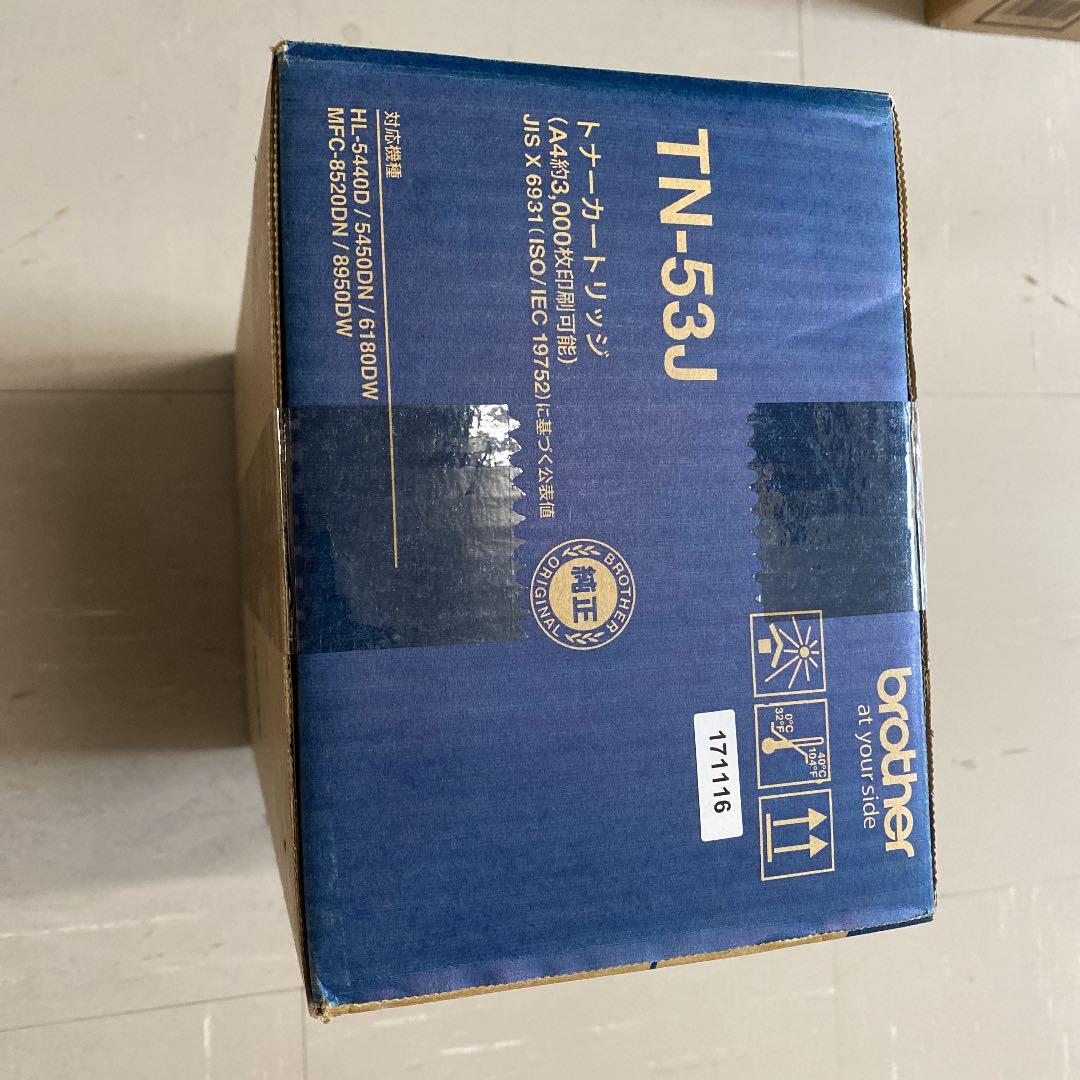 TN-53J
トナーカートリッジ
(A4約3,000枚印刷可能)
JIS X 6931(ISO/IEC 19752)に基づく公表値
対応機種
HL-5440D / 5450DN / 6180DW
MFC-8520DN / 8950DW
BROTHER
純正
ORIGINAL
brother
at your side
0°C
32°F
40°C
104°F
171116